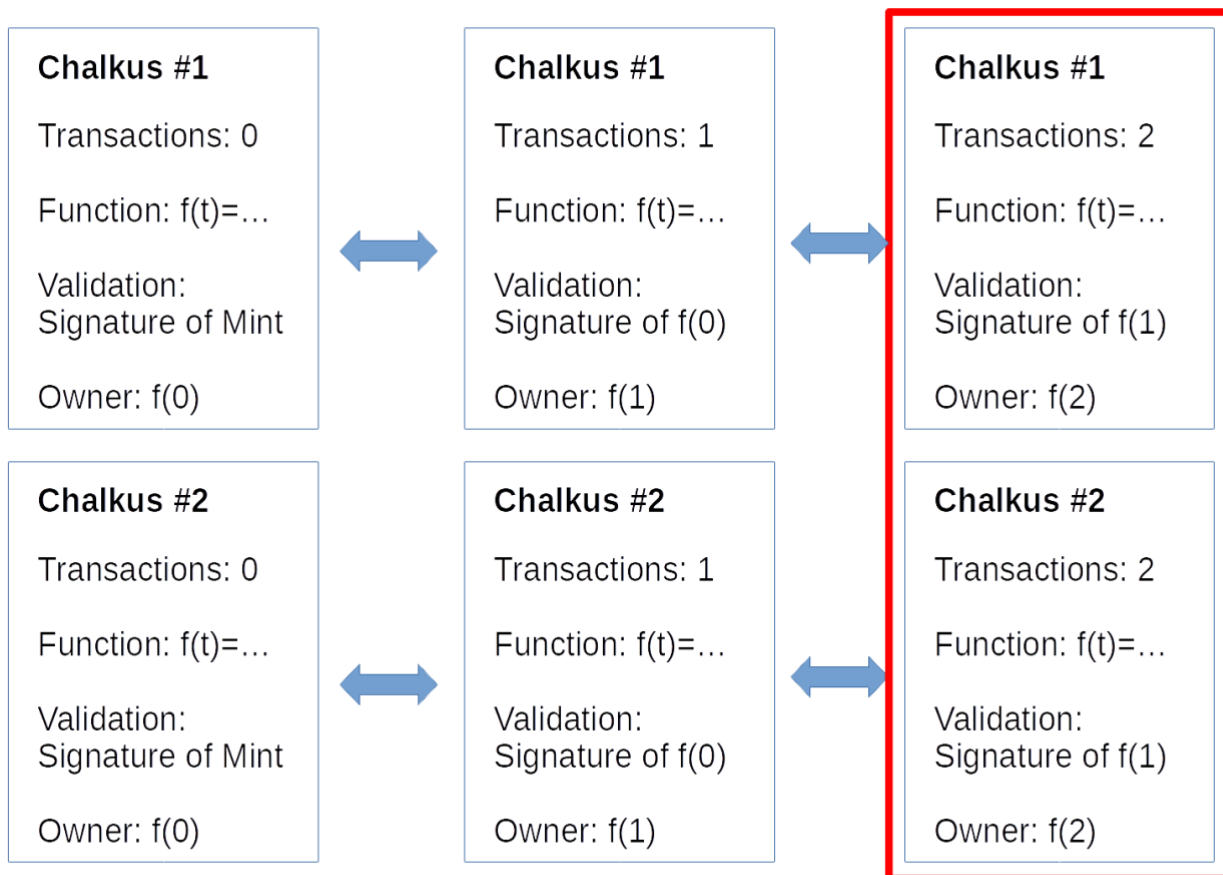 Chalkus #1
Transactions: 0
Function: f(t)=...
Validation:
Signature of Mint
Owner: f(0)
Chalkus #1
Transactions: 1
Function: f(t)=...
Validation:
Signature of f(0)
Owner: f(1)
Chalkus #1
Transactions: 2
Function: f(t)=...
Validation:
Signature of f(1)
Owner: f(2)
Chalkus #2
Transactions: 0
Function: f(t)=...
Validation:
Signature of Mint
Owner: f(0)
Chalkus #2
Transactions: 1
Function: f(t)=...
Validation:
Signature of f(0)
Owner: f(1)
Chalkus #2
Transactions: 2
Function: f(t)=...
Validation:
Signature of f(1)
Owner: f(2)